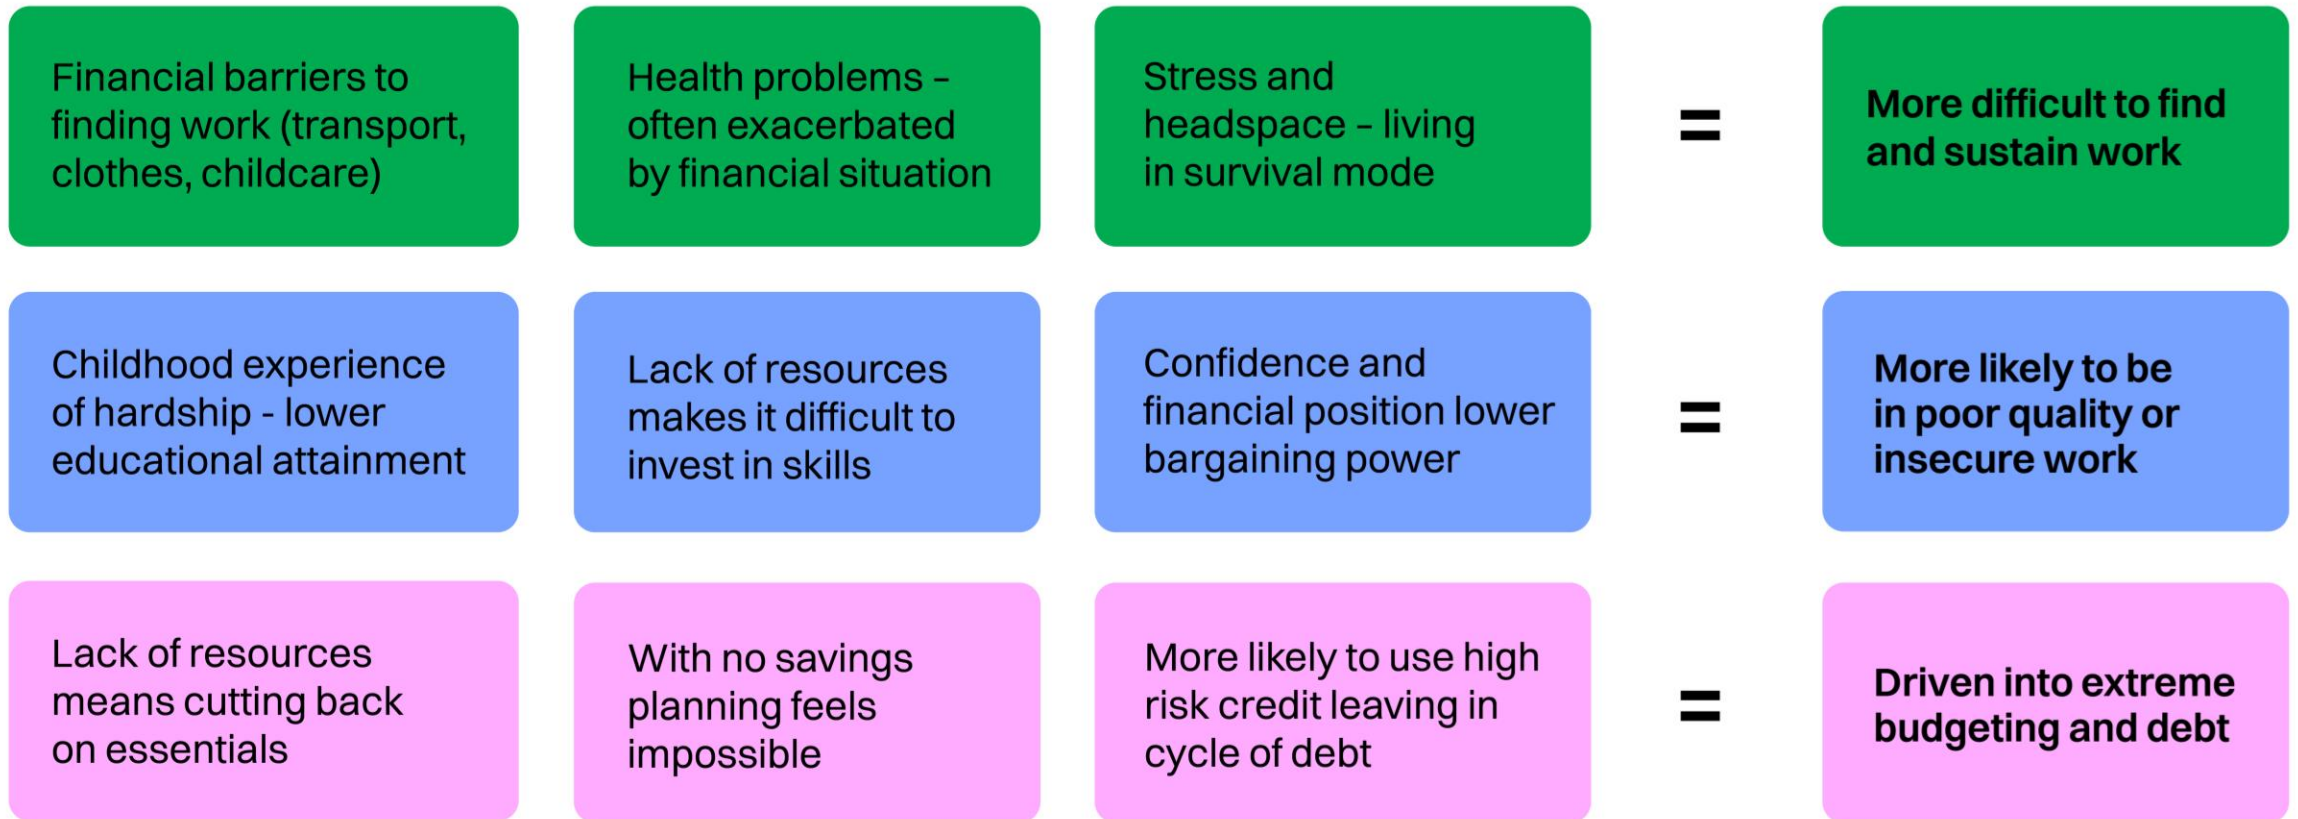 Financial barriers to
finding work (transport,
clothes, childcare)
Health problems –
often exacerbated
by financial situation
Stress and
headspace – living
in survival mode
=
More difficult to find
and sustain work
Childhood experience
of hardship - lower
educational attainment
Lack of resources
makes it difficult to
invest in skills
Confidence and
financial position lower
bargaining power
=
More likely to be
in poor quality or
insecure work
Lack of resources
means cutting back
on essentials
With no savings
planning feels
impossible
More likely to use high
risk credit leaving in
cycle of debt
=
Driven into extreme
budgeting and debt